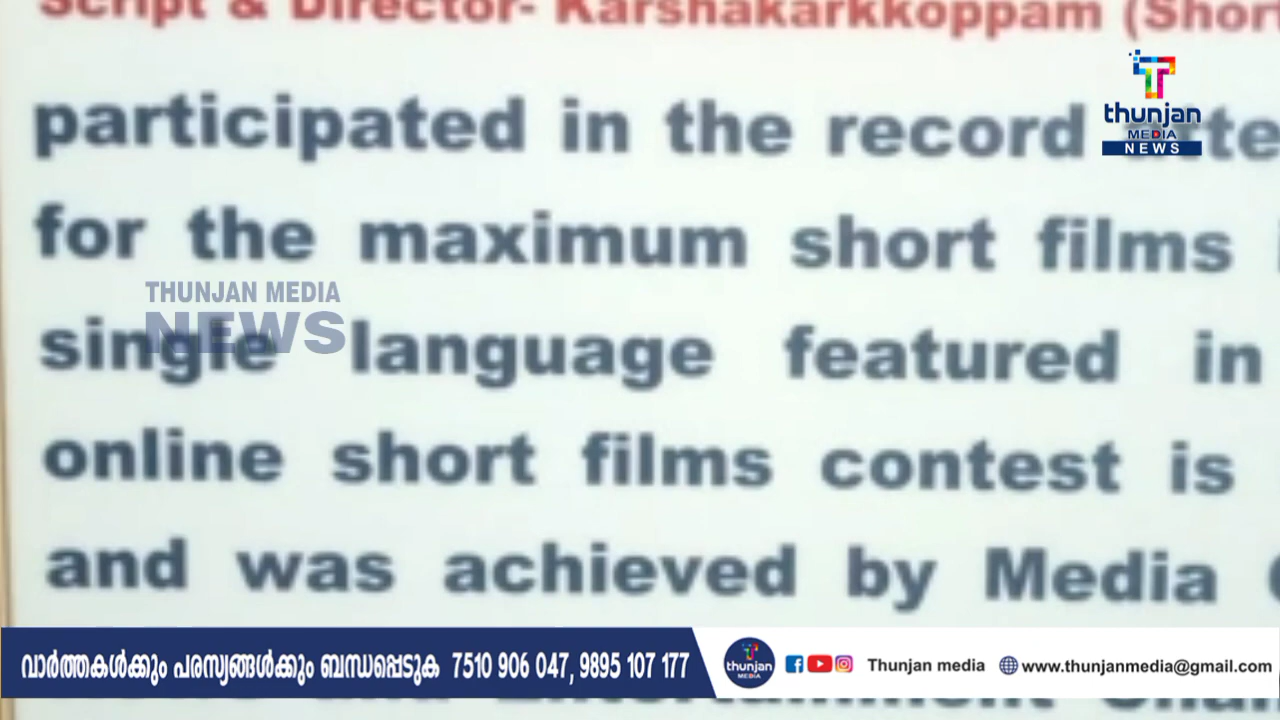 Script & Director- Karshakarkkoppam (Short
participated in the record
for the maximum short films
single language featured in
online short films contest is
and was achieved by Media
thunjan
MEDIA
NEWS
THUNJAN MEDIA
NEWS
വാർത്തകൾക്കും പരസ്യങ്ങൾക്കും ബന്ധപ്പെടുക 7510 906 047, 9895 107 177
thunjan
MEDIA
Thunjan media
www.thunjanmedia@gmail.com